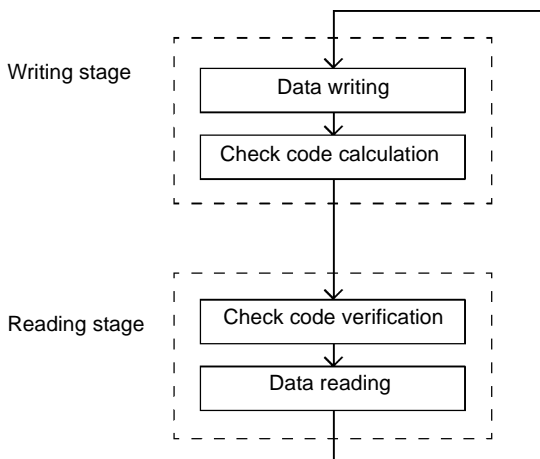 Writing stage
Data writing
Check code calculation
Check code verification
Reading stage
Data reading